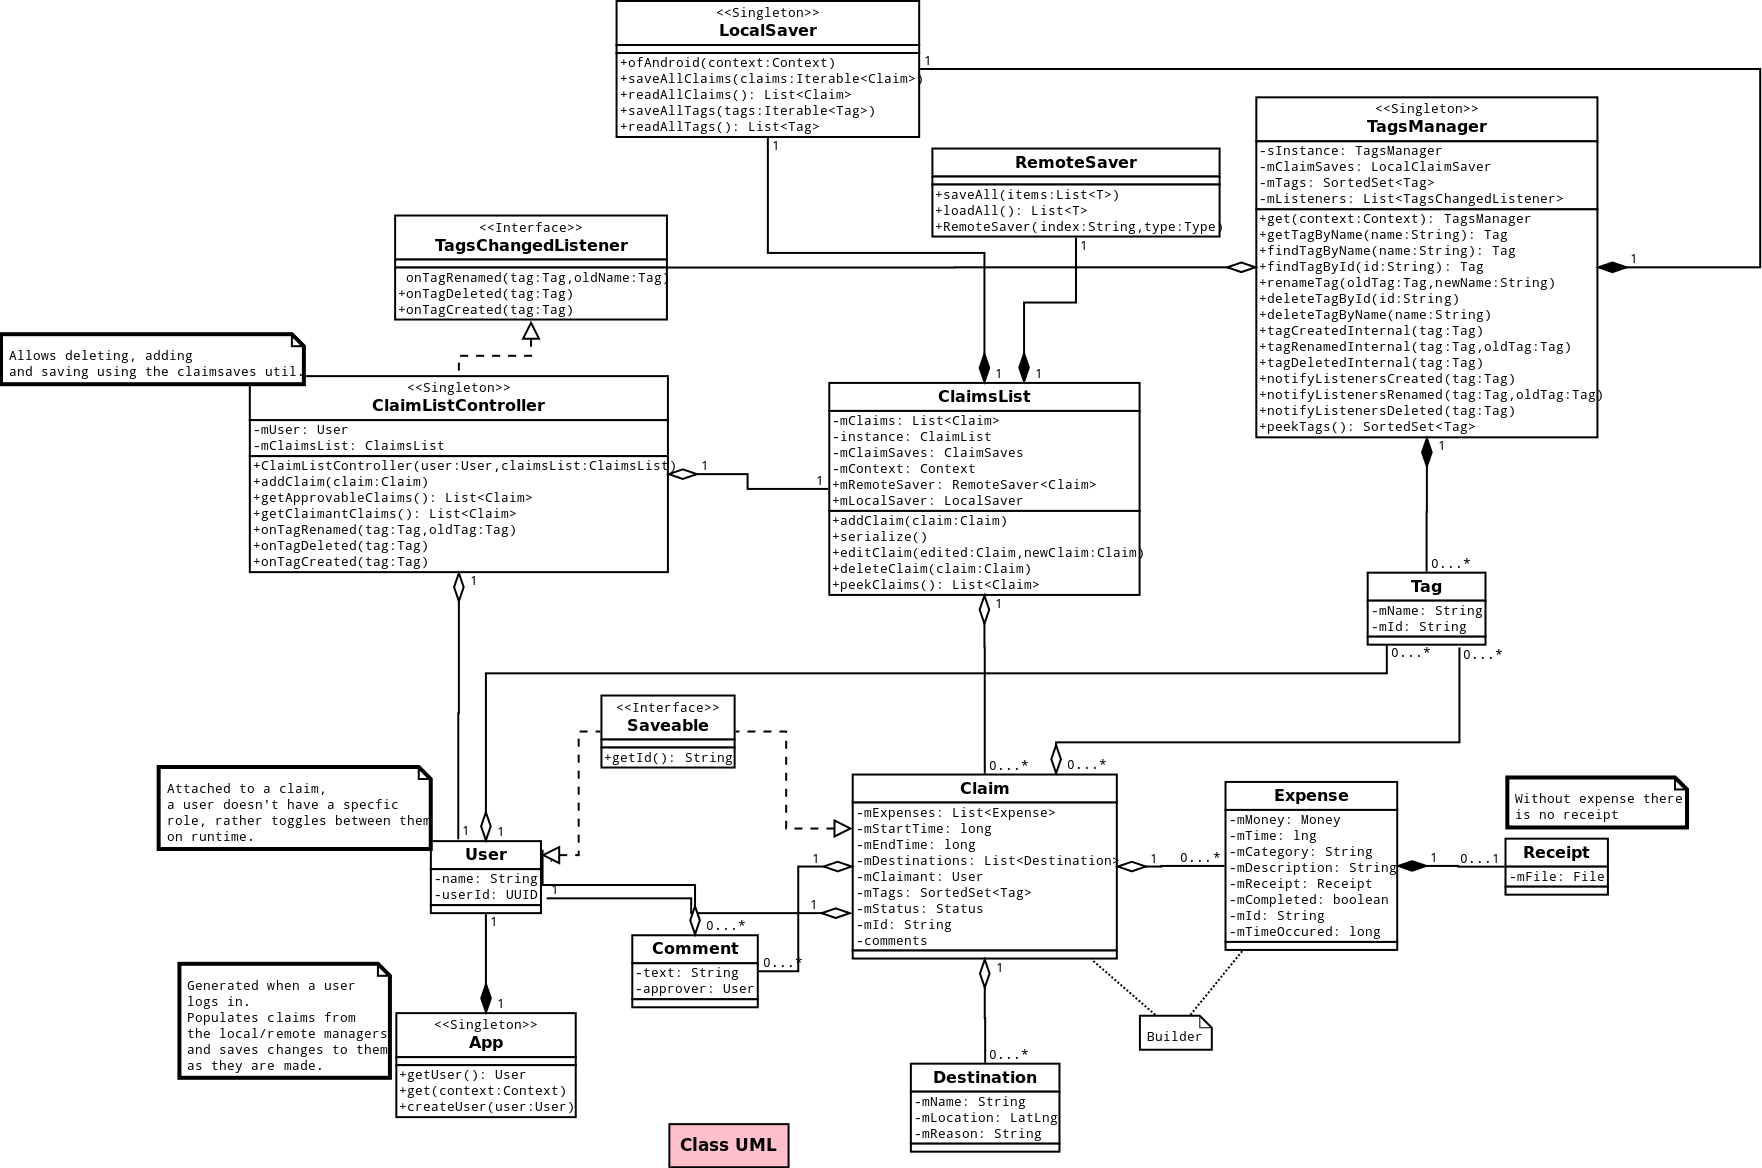 <<Singleton>>
LocalSaver
+ofAndroid(context:Context)
+saveAllClaims(claims:Iterable<Claim>)
+readAllClaims(): List<Claim>
+saveAllTags(tags:Iterable<Tag>)
+readAllTags(): List<Tag>
1
1
<<Singleton>>
TagsManager
-sInstance: TagsManager
-mClaimSaves: LocalClaimSaver
-mTags: SortedSet<Tag>
-mListeners: List<TagsChangedListener>
+get(context:Context): TagsManager
+getTagByName(name:String): Tag
+findTagByName(name:String): Tag
+findTagById(id:String): Tag
+renameTag(oldTag:Tag,newName:String)
+deleteTagById(id:String)
+deleteTagByName(name:String)
+tagCreatedInternal(tag:Tag)
+tagRenamedInternal(tag:Tag,oldTag:Tag)
+tagDeletedInternal(tag:Tag)
+notifyListenersCreated(tag:Tag)
+notifyListenersRenamed(tag:Tag,oldTag:Tag)
+notifyListenersDeleted(tag:Tag)
+peekTags(): SortedSet<Tag>
1
1
RemoteSaver
+saveAll(items:List<T>)
+loadAll(): List<T>
+RemoteSaver(index:String,type:Type)
1
<<Interface>>
TagsChangedListener
onTagRenamed(tag:Tag,oldName:Tag)
+onTagDeleted(tag:Tag)
+onTagCreated(tag:Tag)
Allows deleting, adding
and saving using the claimsaves util.
<<Singleton>>
ClaimListController
-mUser: User
-mClaimsList: ClaimsList
+ClaimListController(user:User,claimsList:ClaimsList)
+addClaim(claim:Claim)
+getApprovableClaims(): List<Claim>
+getClaimantClaims(): List<Claim>
+onTagRenamed(tag:Tag,oldTag:Tag)
+onTagDeleted(tag:Tag)
+onTagCreated(tag:Tag)
1
1
1
1
1
ClaimsList
-mClaims: List<Claim>
-instance: ClaimList
-mClaimSaves: ClaimSaves
-mContext: Context
+mRemoteSaver: RemoteSaver<Claim>
+mLocalSaver: LocalSaver
+addClaim(claim:Claim)
+serialize()
+editClaim(edited:Claim,newClaim:Claim)
+deleteClaim(claim:Claim)
+peekClaims(): List<Claim>
1
0...*
Tag
-mName: String
-mId: String
0...*
0...*
<<Interface>>
Saveable
+getId(): String
Attached to a claim,
a user doesn't have a specfic
role, rather toggles between them
on runtime.
1
1
User
-name: String
-userId: UUID
1
1
0...*
0...*
Claim
-mExpenses: List<Expense>
-mStartTime: long
-mEndTime: long
-mDestinations: List<Destination>
-mClaimant: User
-mTags: SortedSet<Tag>
-mStatus: Status
-mId: String
-comments
1
1
1
0...*
1
Expense
-mMoney: Money
-mTime: lng
-mCategory: String
-mDescription: String
-mReceipt: Receipt
-mCompleted: boolean
-mId: String
-mTimeOccured: long
1
0...1
Without expense there
is no receipt
Receipt
-mFile: File
0...*
0...*
Comment
-text: String
-approver: User
Generated when a user
logs in.
Populates claims from
the local/remote managers
and saves changes to them
as they are made.
1
<<Singleton>>
App
+getUser(): User
+get(context:Context)
+createUser(user:User)
Builder
0...*
Destination
-mName: String
-mLocation: LatLng
-mReason: String
Class UML